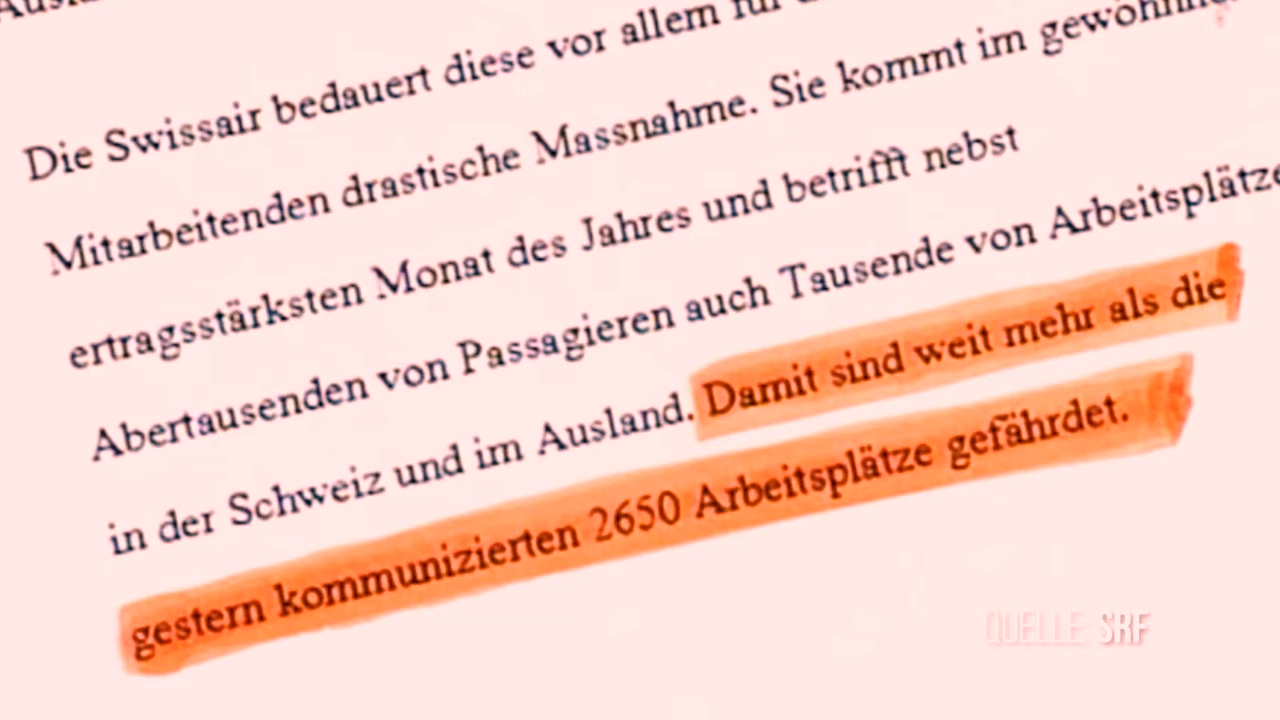 Die Swissair bedauert diese vor allem für
Mitarbeitenden drastische Massnahme. Sie kommt im
ertragsstärksten Monat des Jahres und betrifft nebst
Abertausenden von Passagieren auch Tausende von Arbeitsplätze
in der Schweiz und im Ausland. Damit sind weit mehr als die
gestern kommunizierten 2650 Arbeitsplätze gefährdet.
QUELLE SRF